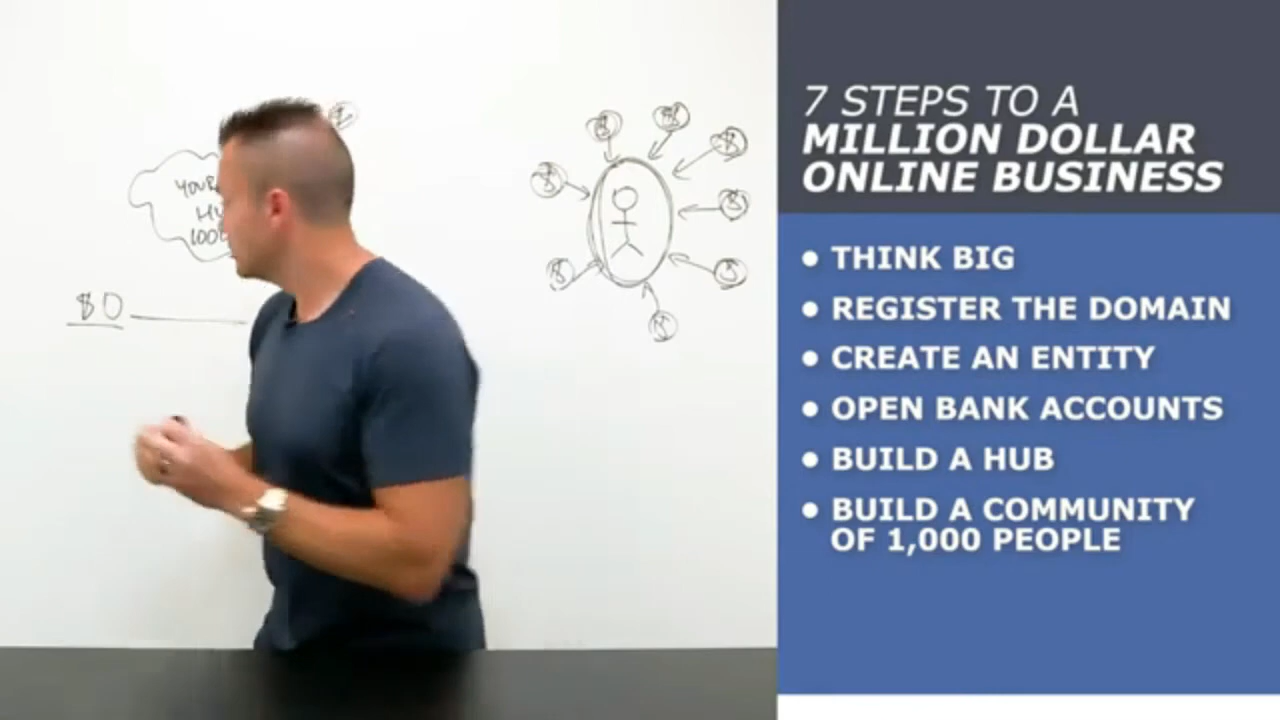 $0
7 STEPS TO A
MILLION DOLLAR
ONLINE BUSINESS
● THINK BIG
● REGISTER THE DOMAIN
● CREATE AN ENTITY
● OPEN BANK ACCOUNTS
● BUILD A HUB
● BUILD A COMMUNITY
OF 1,000 PEOPLE